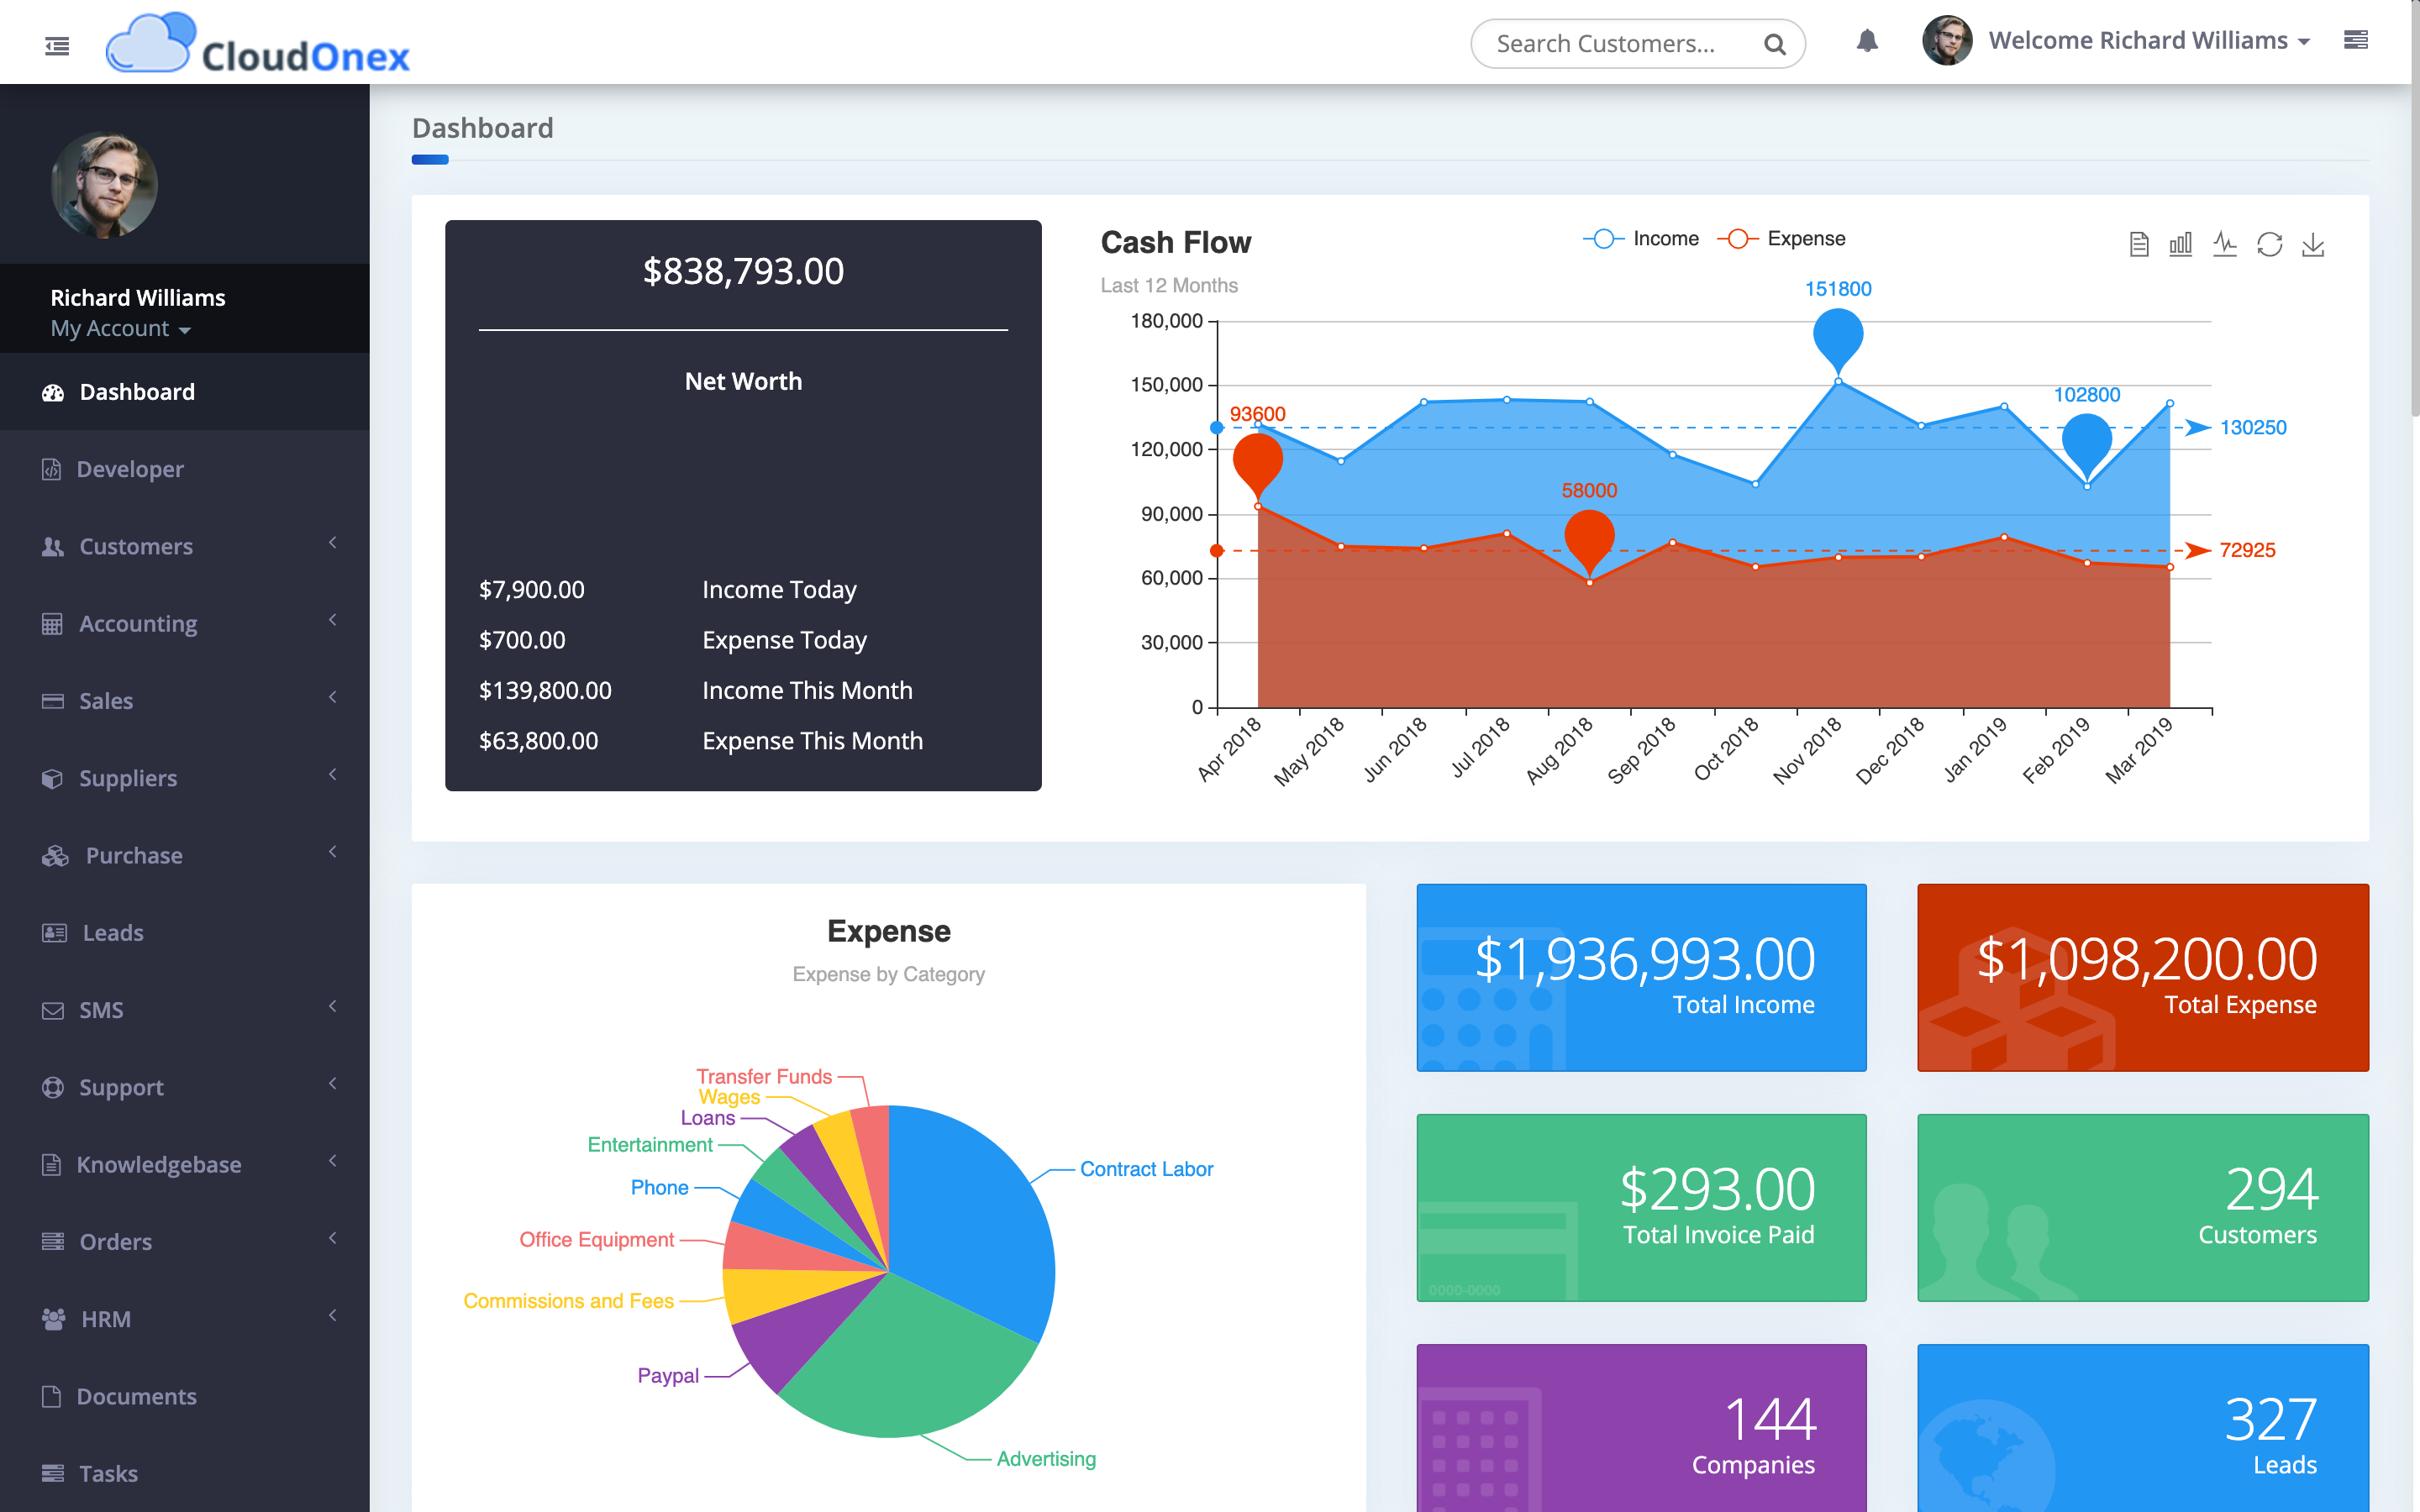 CloudOnex
Search Customers...
Welcome Richard Williams
Richard Williams
My Account
Dashboard
Developer
Customers
Accounting
Sales
Suppliers
Purchase
Leads
SMS
Support
Knowledgebase
Orders
HRM
Documents
Tasks
Dashboard
$838,793.00
Net Worth
$7,900.00 Income Today
$700.00 Expense Today
$139,800.00 Income This Month
$63,800.00 Expense This Month
Cash Flow
Last 12 Months
Income Expense
180,000
150,000
120,000
90,000
60,000
30,000
0
151800
102800
93600
58000
130250
72925
Apr 2018
May 2018
Jun 2018
Jul 2018
Aug 2018
Sep 2018
Oct 2018
Nov 2018
Dec 2018
Jan 2019
Feb 2019
Mar 2019
Expense
Expense by Category
Transfer Funds
Wages
Loans
Entertainment
Phone
Office Equipment
Commissions and Fees
Paypal
Contract Labor
Advertising
$1,936,993.00
Total Income
$1,098,200.00
Total Expense
$293.00
Total Invoice Paid
0000-0000
294
Customers
144
Companies
327
Leads